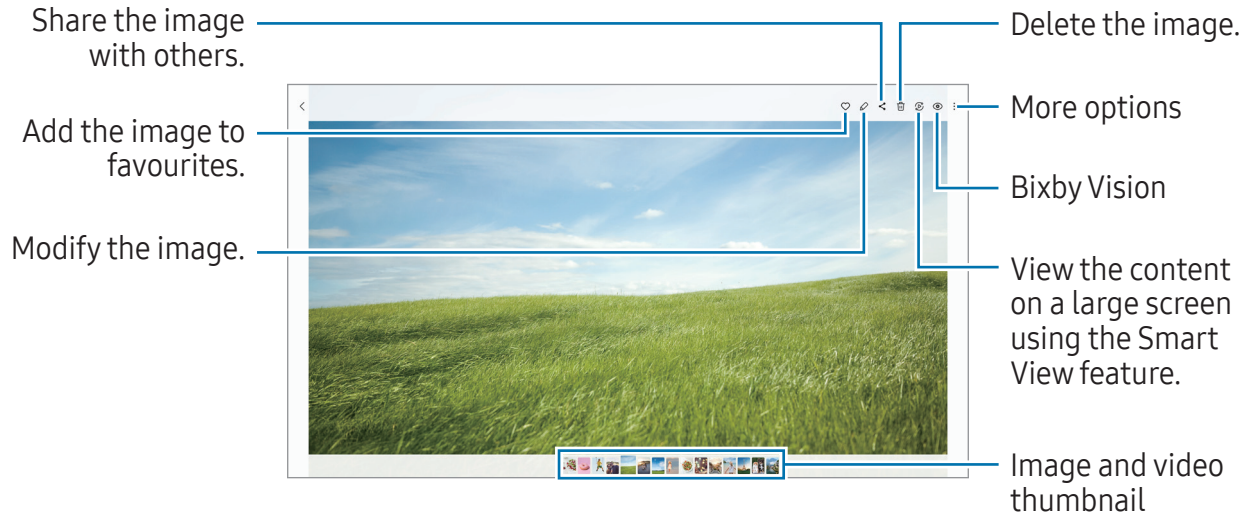 Share the image
with others.
Add the image to
favourites.
Modify the image.
Delete the image.
More options
Bixby Vision
View the content
on a large screen
using the Smart
View feature.
Image and video
thumbnail